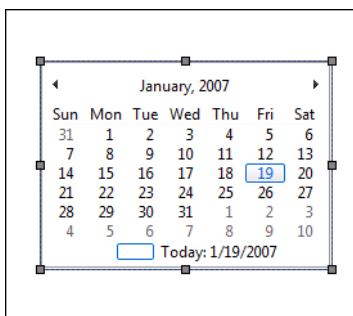 January, 2007
Sun Mon Tue Wed Thu Fri Sat
31 1 2 3 4 5 6
7 8 9 10 11 12 13
14 15 16 17 18 19 20
21 22 23 24 25 26 27
28 29 30 31 1 2 3
4 5 6 7 8 9 10
Today: 1/19/2007